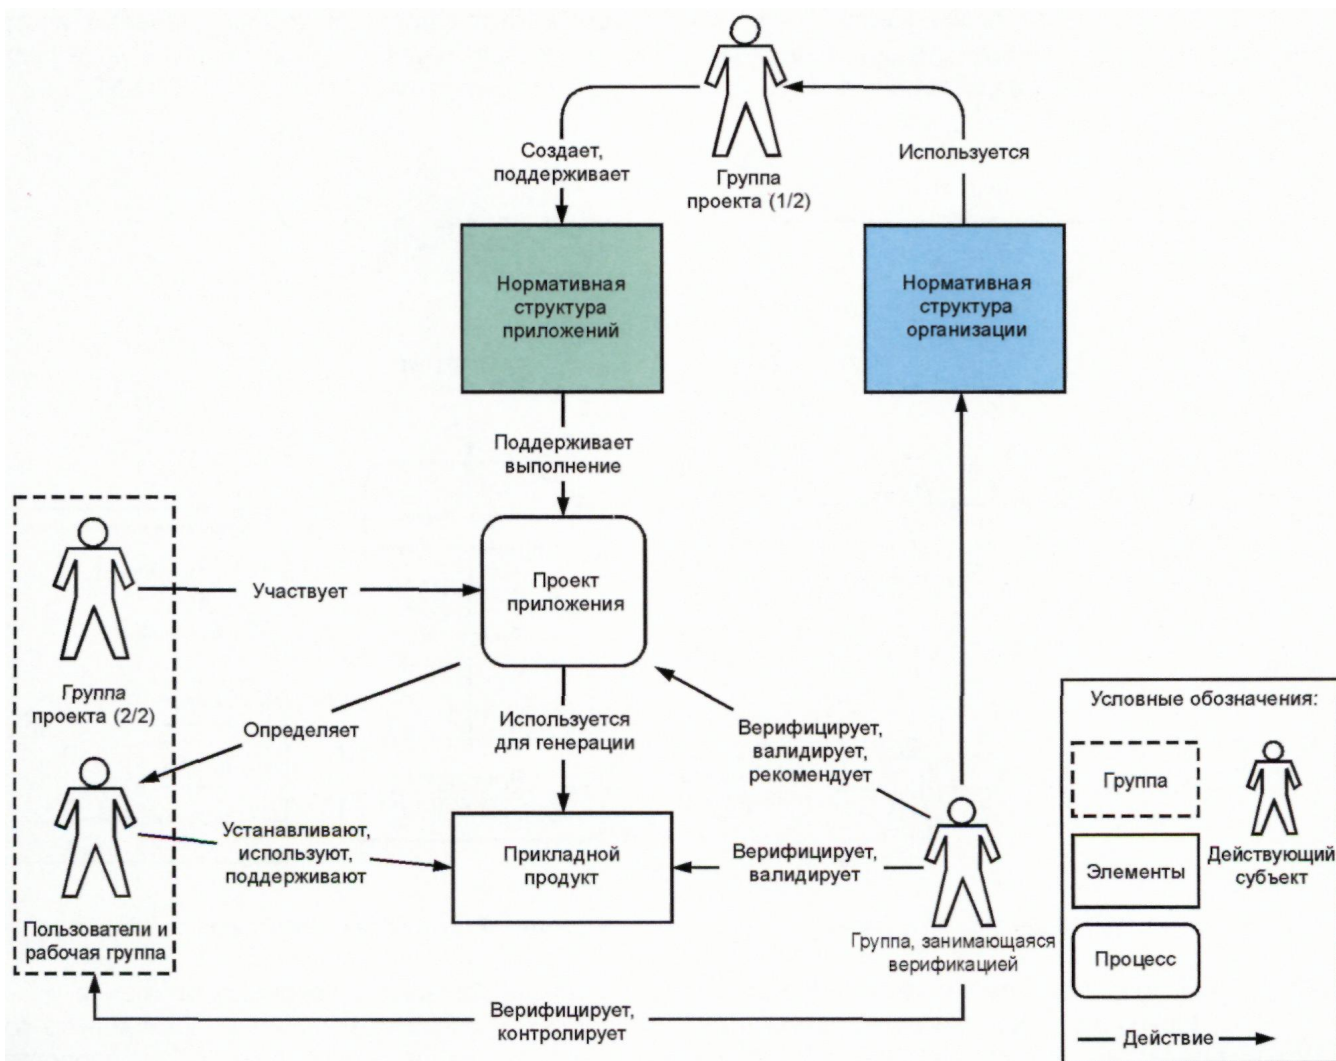 Создает,
поддерживает
Группа
проекта (1/2)
Используется
Нормативная
структура
приложений
Нормативная
структура
организации
Поддерживает
выполнение
Участвует
Проект
приложения
Группа
проекта (2/2)
Определяет
Используется
для генерации
Верифицирует,
валидирует,
рекомендует
Устанавливают,
используют,
поддерживают
Прикладной
продукт
Верифицирует,
валидирует
Пользователи и
рабочая группа
Группа, занимающаяся
верификацией
Верифицирует,
контролирует
Условные обозначения:
Группа
Элементы
Действующий
субъект
Процесс
Действие